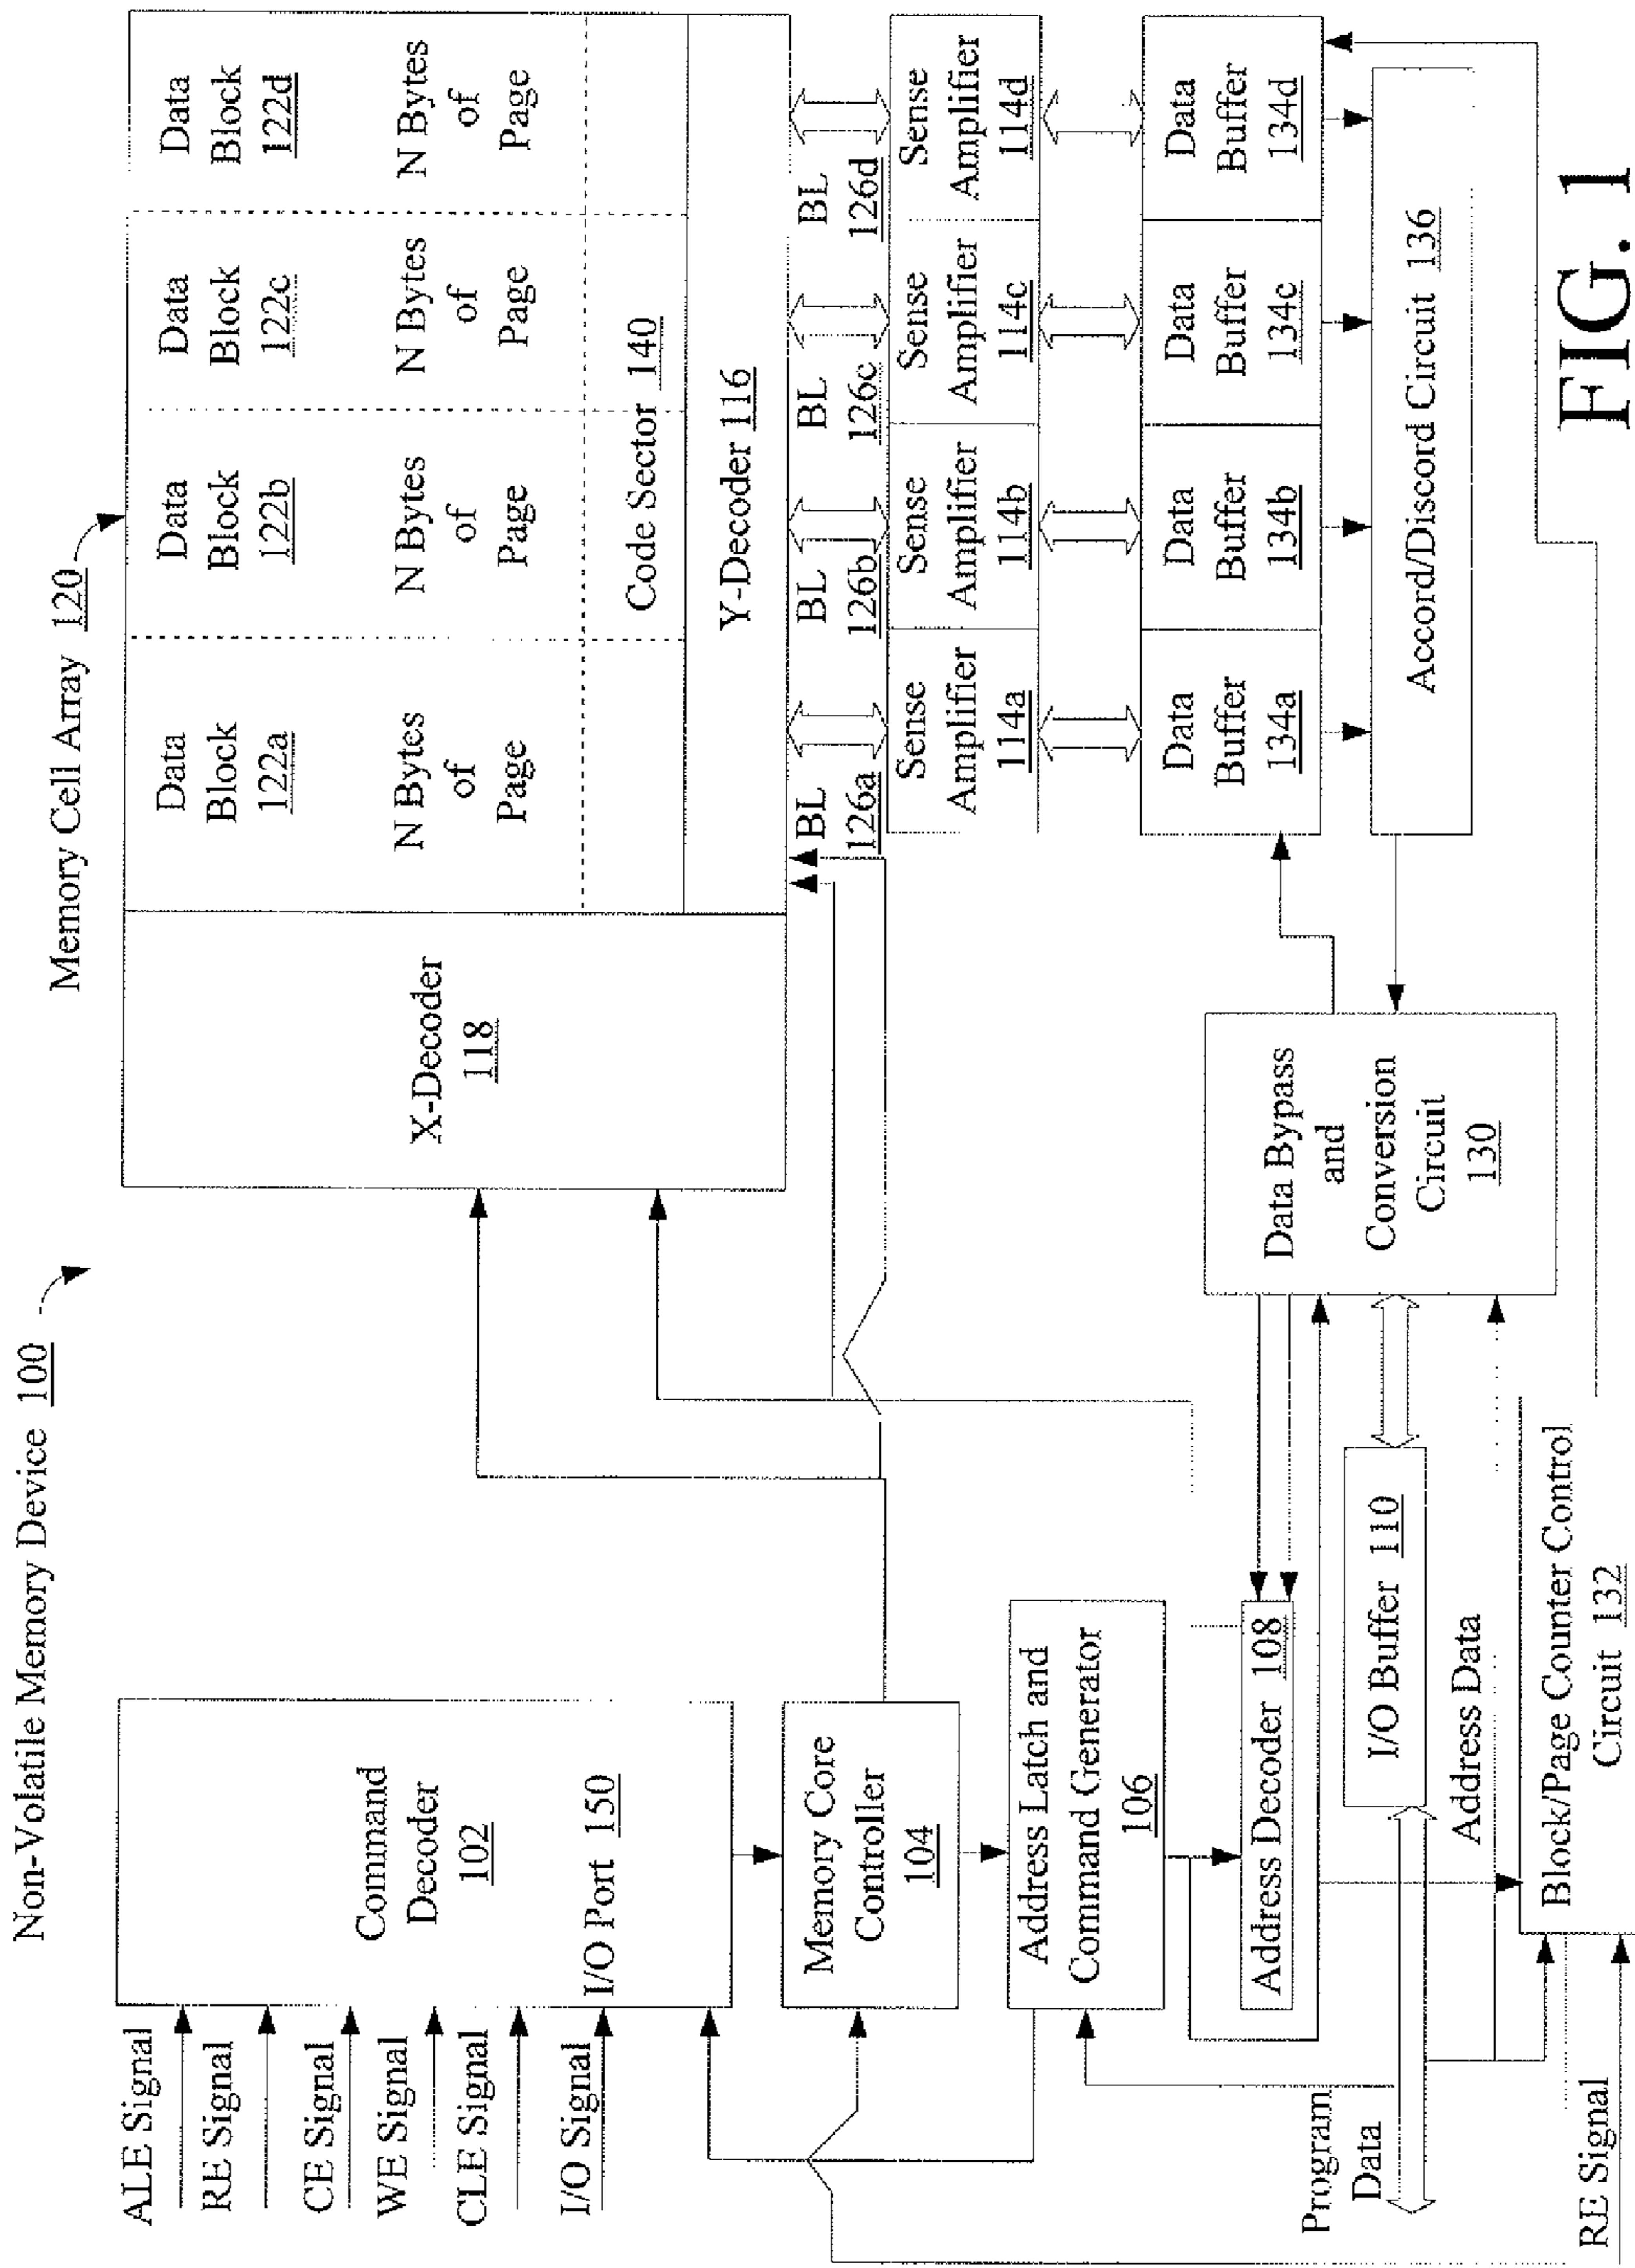 Non-Volatile Memory Device 100
Memory Cell Array 120
ALE Signal
RE Signal
CE Signal
WE Signal
CLE Signal
I/O Signal
Command
Decoder
102
I/O Port 150
Memory Core
Controller
104
Address Latch and
Command Generator
106
Address Decoder 108
I/O Buffer 110
Address Data
Program
Data
RE Signal
Block/Page Counter Control
Circuit 132
X-Decoder
118
Data
Block
122a
N Bytes
of
Page
Data
Block
122b
N Bytes
of
Page
Data
Block
122c
N Bytes
of
Page
Data
Block
122d
N Bytes
of
Page
Code Sector 140
Y-Decoder 116
BL
126a
BL
126b
BL
126c
BL
126d
Sense
Amplifier
114a
Sense
Amplifier
114b
Sense
Amplifier
114c
Sense
Amplifier
114d
Data
Buffer
134a
Data
Buffer
134b
Data
Buffer
134c
Data
Buffer
134d
Accord/Discord Circuit 136
Data Bypass
and
Conversion
Circuit
130
FIG. 1